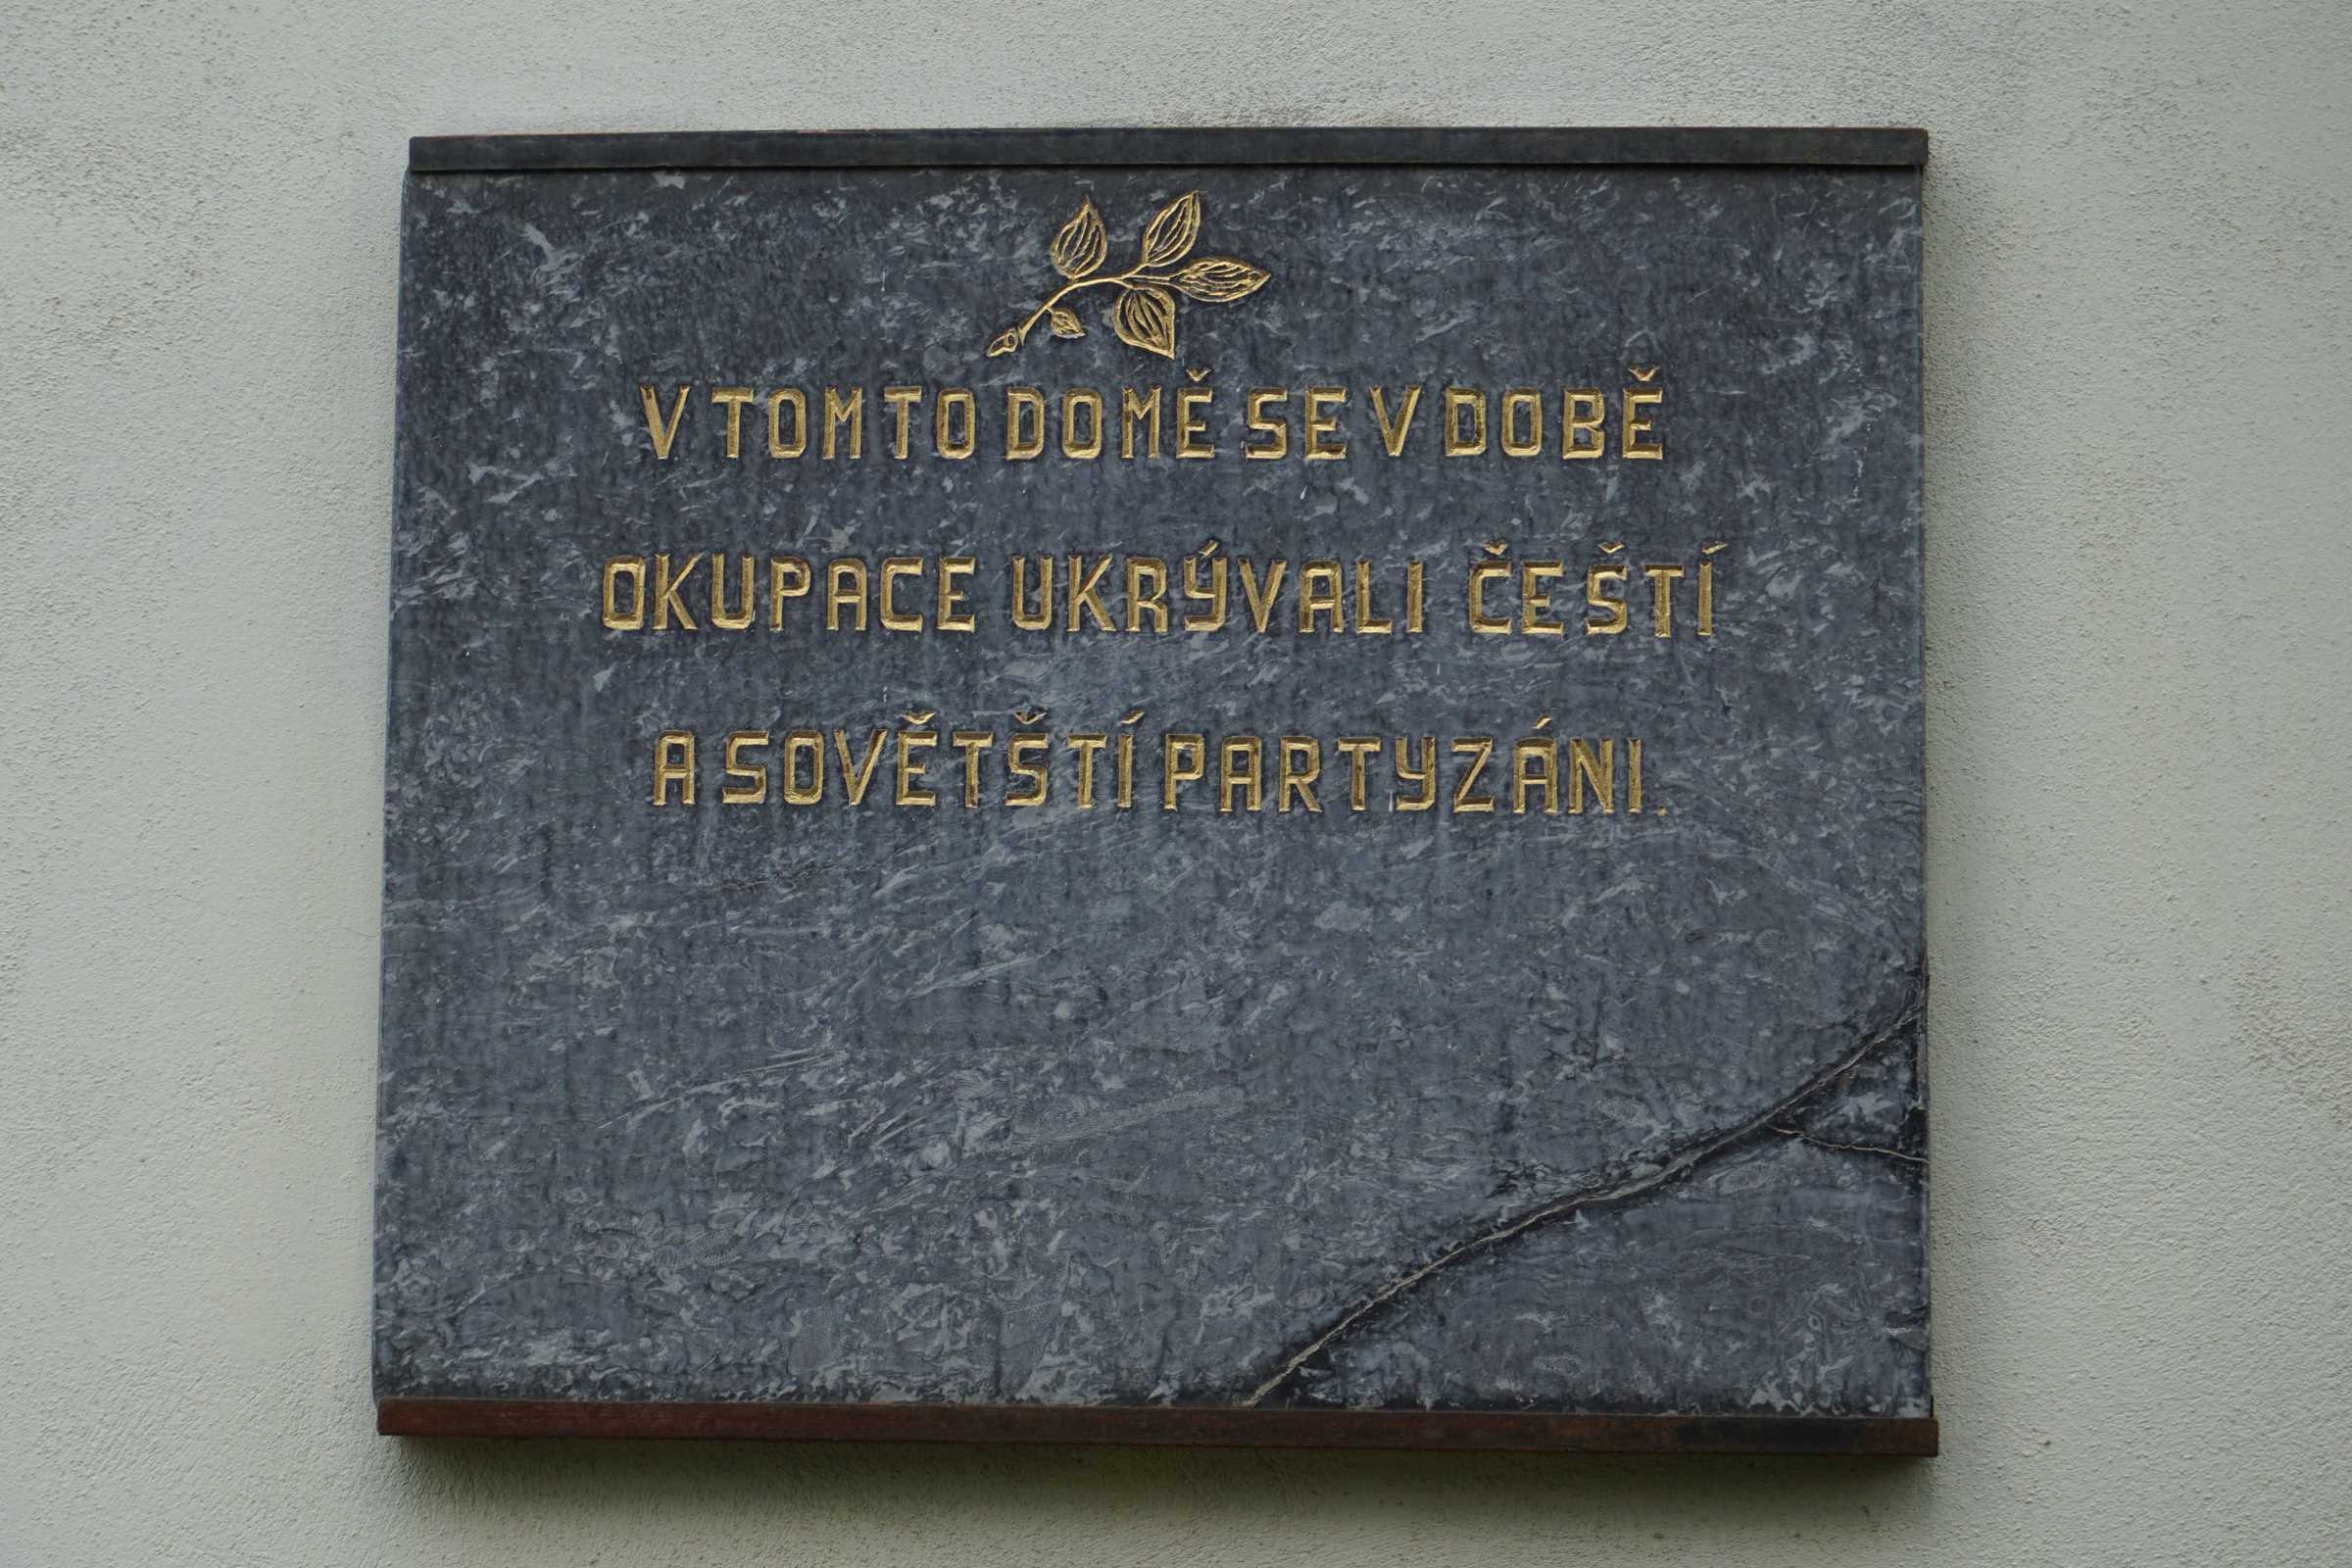 V TOMTO DOMĚ SE V DOBĚ
OKUPACE UKRÝVALI ČEŠTÍ
A SOVĚTŠTÍ PARTYZÁNI.